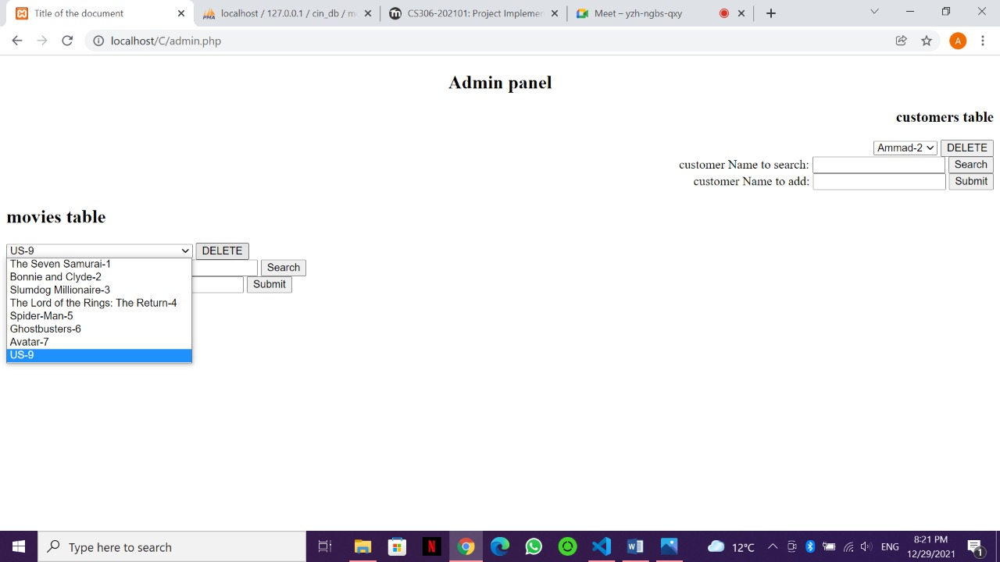 Title of the document
localhost / 127.0.0.1 / cin_db / m
CS306-202101: Project Implemen
Meet – yzh-ngbs-qxy
localhost/C/admin.php
A
Admin panel
customers table
Ammad-2 DELETE
customer Name to search: Search
customer Name to add: Submit
movies table
US-9 DELETE
Search
Submit
The Seven Samurai-1
Bonnie and Clyde-2
Slumdog Millionaire-3
The Lord of the Rings: The Return-4
Spider-Man-5
Ghostbusters-6
Avatar-7
US-9
Type here to search
12°C
ENG
8:21 PM
12/29/2021
1